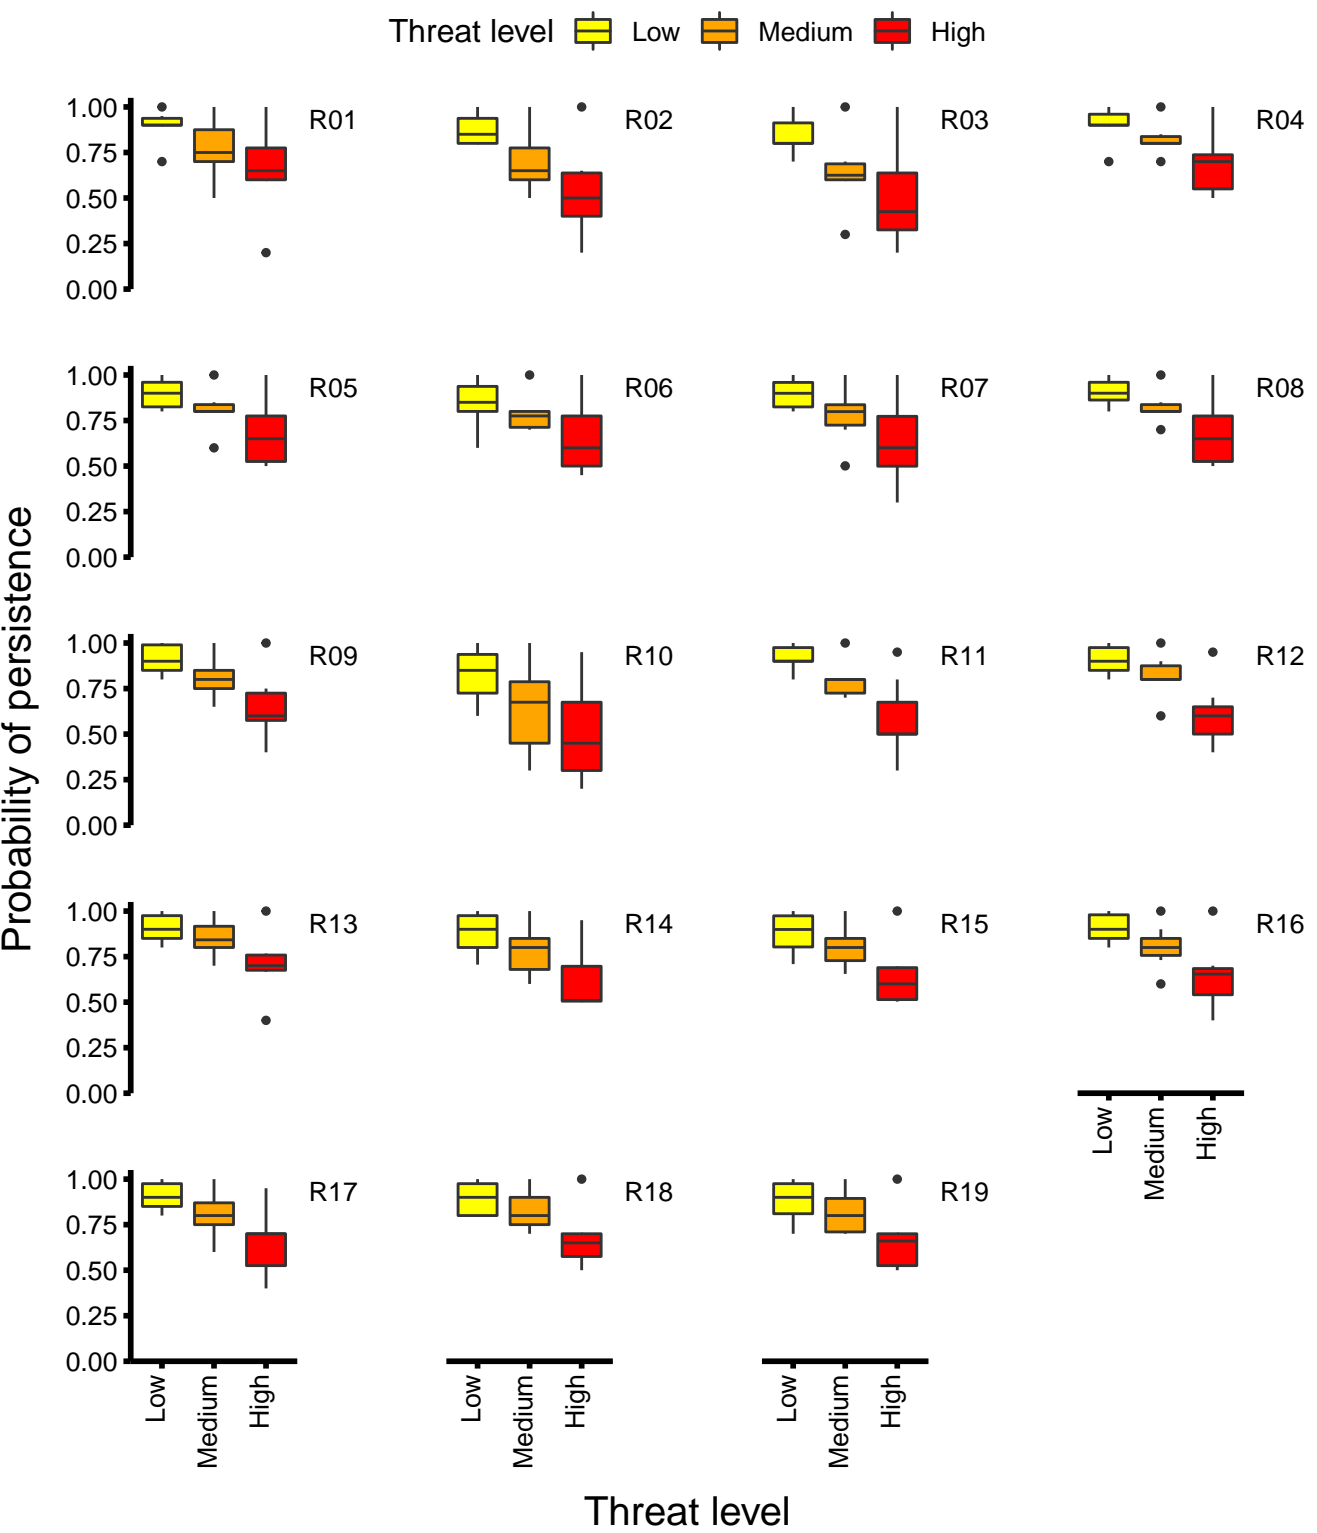 Threat level Low Medium High
Probability of persistence
1.00
0.75
0.50
0.25
0.00
R01
R02
R03
R04
1.00
0.75
0.50
0.25
0.00
R05
R06
R07
R08
1.00
0.75
0.50
0.25
0.00
R09
R10
R11
R12
1.00
0.75
0.50
0.25
0.00
R13
R14
R15
R16
Low
Medium
High
1.00
0.75
0.50
0.25
0.00
R17
R18
R19
Low
Medium
High
Low
Medium
High
Low
Medium
High
Threat level